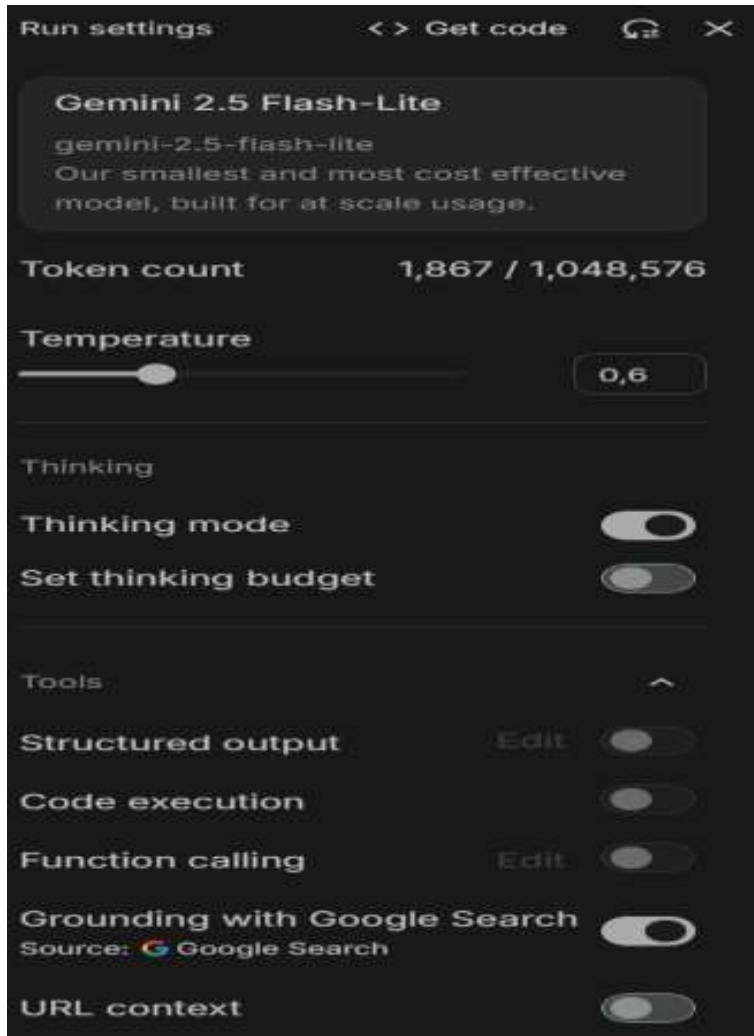 Run settings
< > Get code
Gemini 2.5 Flash-Lite
gemini-2.5-flash-lite
Our smallest and most cost effective
model, built for at scale usage.
Token count 1,867 / 1,048,576
Temperature
0,6
Thinking
Thinking mode
Set thinking budget
Tools
Structured output Edit
Code execution
Function calling Edit
Grounding with Google Search
Source: Google Search
URL context